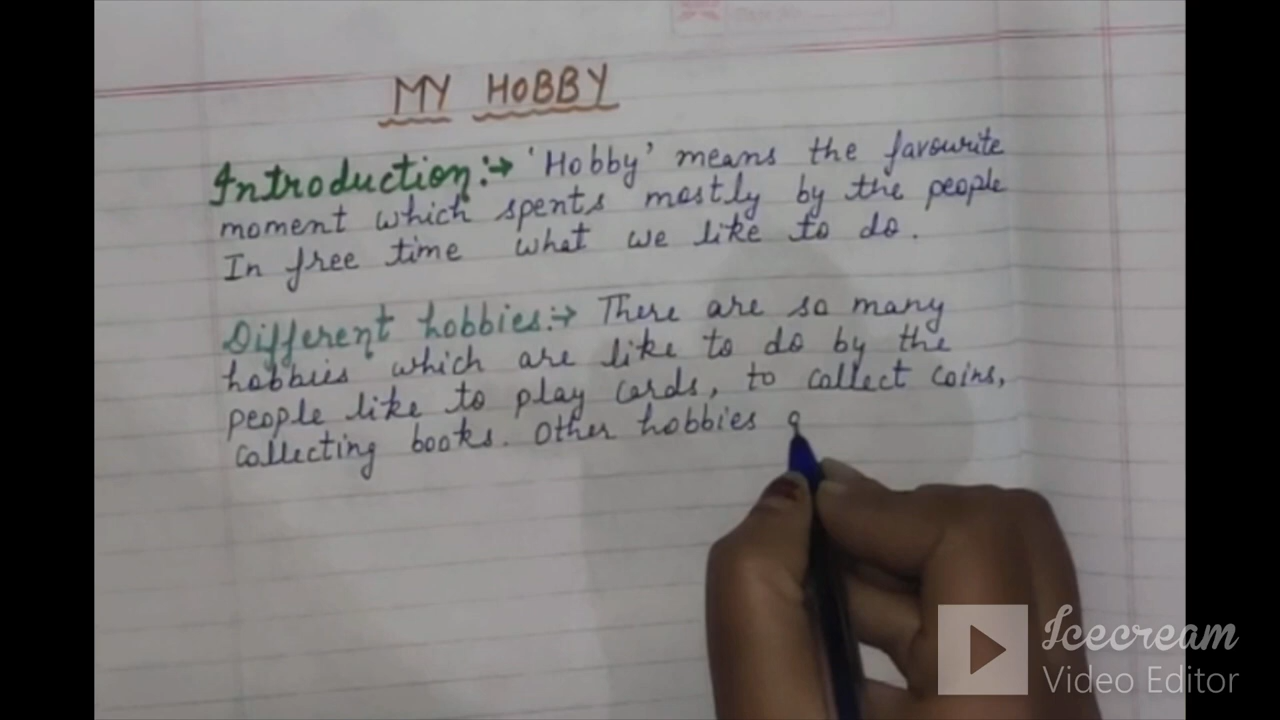 MY HOBBY
Introduction:→ 'Hobby' means the favourite
moment which spents mostly by the people
In free time what we like to do.
Different hobbies:→ There are so many
hobbies which are like to do by the
people like to play cards, to collect coins,
collecting books. Other hobbies
Icecream
Video Editor